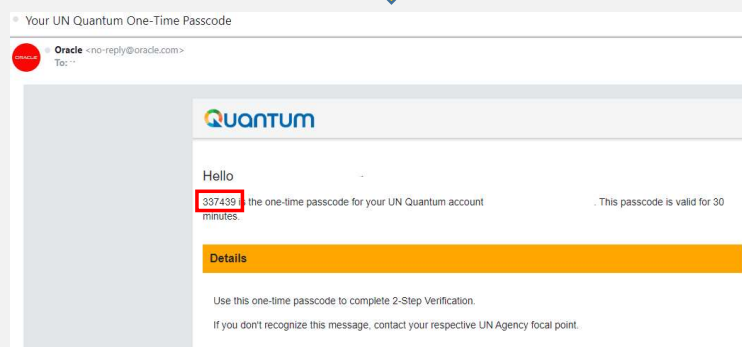 Your UN Quantum One-Time Passcode
ORACLE
Oracle <no-reply@oracle.com>
To:
Quantum
Hello
337439 is the one-time passcode for your UN Quantum account . This passcode is valid for 30
minutes.
Details
Use this one-time passcode to complete 2-Step Verification.
If you don't recognize this message, contact your respective UN Agency focal point.